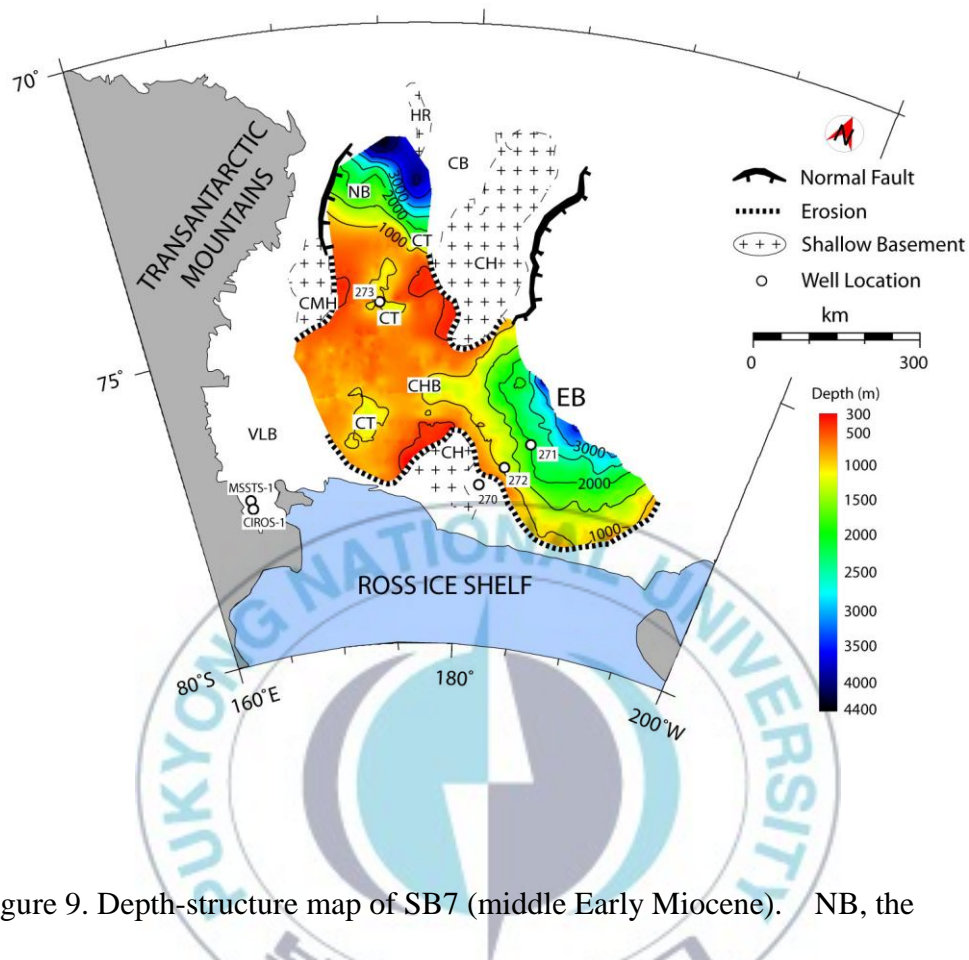 70°
HR
CB
TRANSANTARCTIC
MOUNTAINS
NB
3000
2000
1000
CT
CH
CMH
273
CT
N
Normal Fault
Erosion
Shallow Basement
Well Location
km
0 300
75°
CHB
EB
CT
VLB
CH
3000
271
272
2000
270
1000
MSSTS-1
CIROS-1
Depth (m)
300
500
1000
1500
2000
2500
3000
3500
4000
4400
ROSS ICE SHELF
80°S
160°E
180°
200°W
PUKYONG NATIONAL UNIVERSITY
gure 9. Depth-structure map of SB7 (middle Early Miocene). NB, the